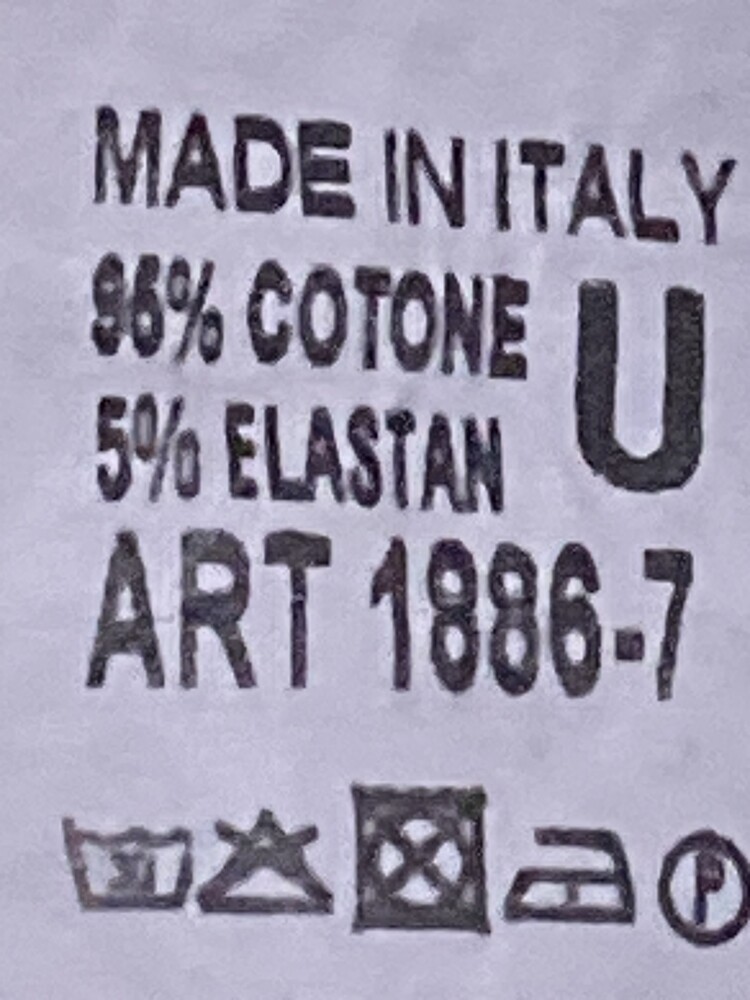 MADE IN ITALY
96% COTONE
5% ELASTAN
U
ART 1886-7
P